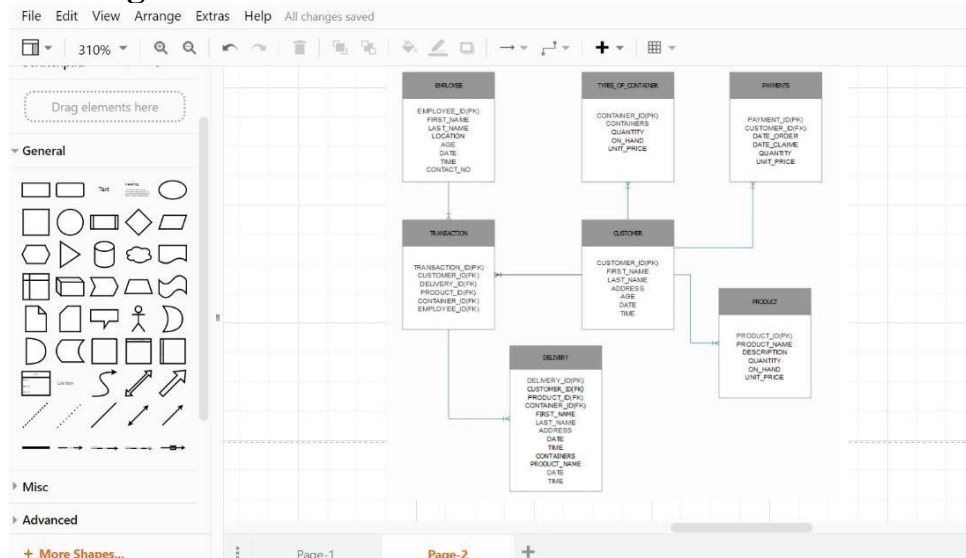 File Edit View Arrange Extras Help All changes saved
310%
Drag elements here
General
Text
Heading
List Item
Misc
Advanced
+ More Shapes...
EMPLOYEE
EMPLOYEE_ID(PK)
FIRST_NAME
LAST_NAME
LOCATION
AGE
DATE
TIME
CONTACT_NO
TYPES_OF_CONTAINER
CONTAINER_ID(PK)
CONTAINERS
QUANTITY
ON_HAND
UNIT_PRICE
PAYMENTS
PAYMENT_ID(PK)
CUSTOMER_ID(FK)
DATE_ORDER
DATE_CLAIME
QUANTITY
UNIT_PRICE
TRANSACTION
TRANSACTION_ID(PK)
CUSTOMER_ID(FK)
DELIVERY_ID(FK)
PRODUCT_ID(FK)
CONTAINER_ID(FK)
EMPLOYEE_ID(FK)
CUSTOMER
CUSTOMER_ID(PK)
FIRST_NAME
LAST_NAME
ADDRESS
AGE
DATE
TIME
PRODUCT
PRODUCT_ID(PK)
PRODUCT_NAME
DESCRIPTION
QUANTITY
ON_HAND
UNIT_PRICE
DELIVERY
DELIVERY_ID(PK)
CUSTOMER_ID(FK)
PRODUCT_ID(FK)
CONTAINER_ID(FK)
FIRST_NAME
LAST_NAME
ADDRESS
DATE
TIME
CONTAINERS
PRODUCT_NAME
DATE
TIME
Page-1
Page-2